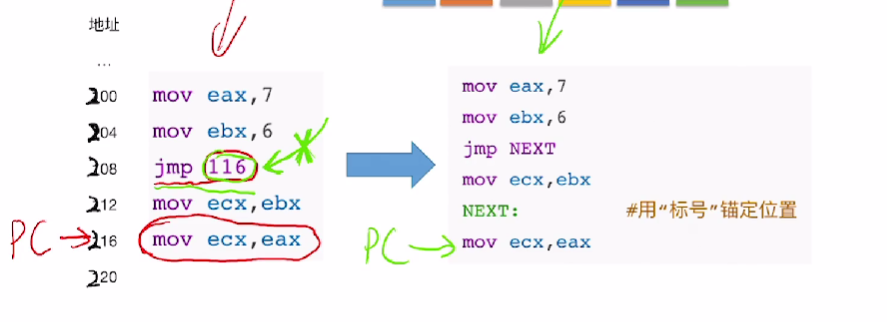 地址
...
200 mov eax,7
204 mov ebx,6
208 jmp 116
212 mov ecx,ebx
PC 216 mov ecx,eax
220
mov eax,7
mov ebx,6
jmp NEXT
mov ecx,ebx
NEXT: #用“标号”锚定位置
PC mov ecx,eax